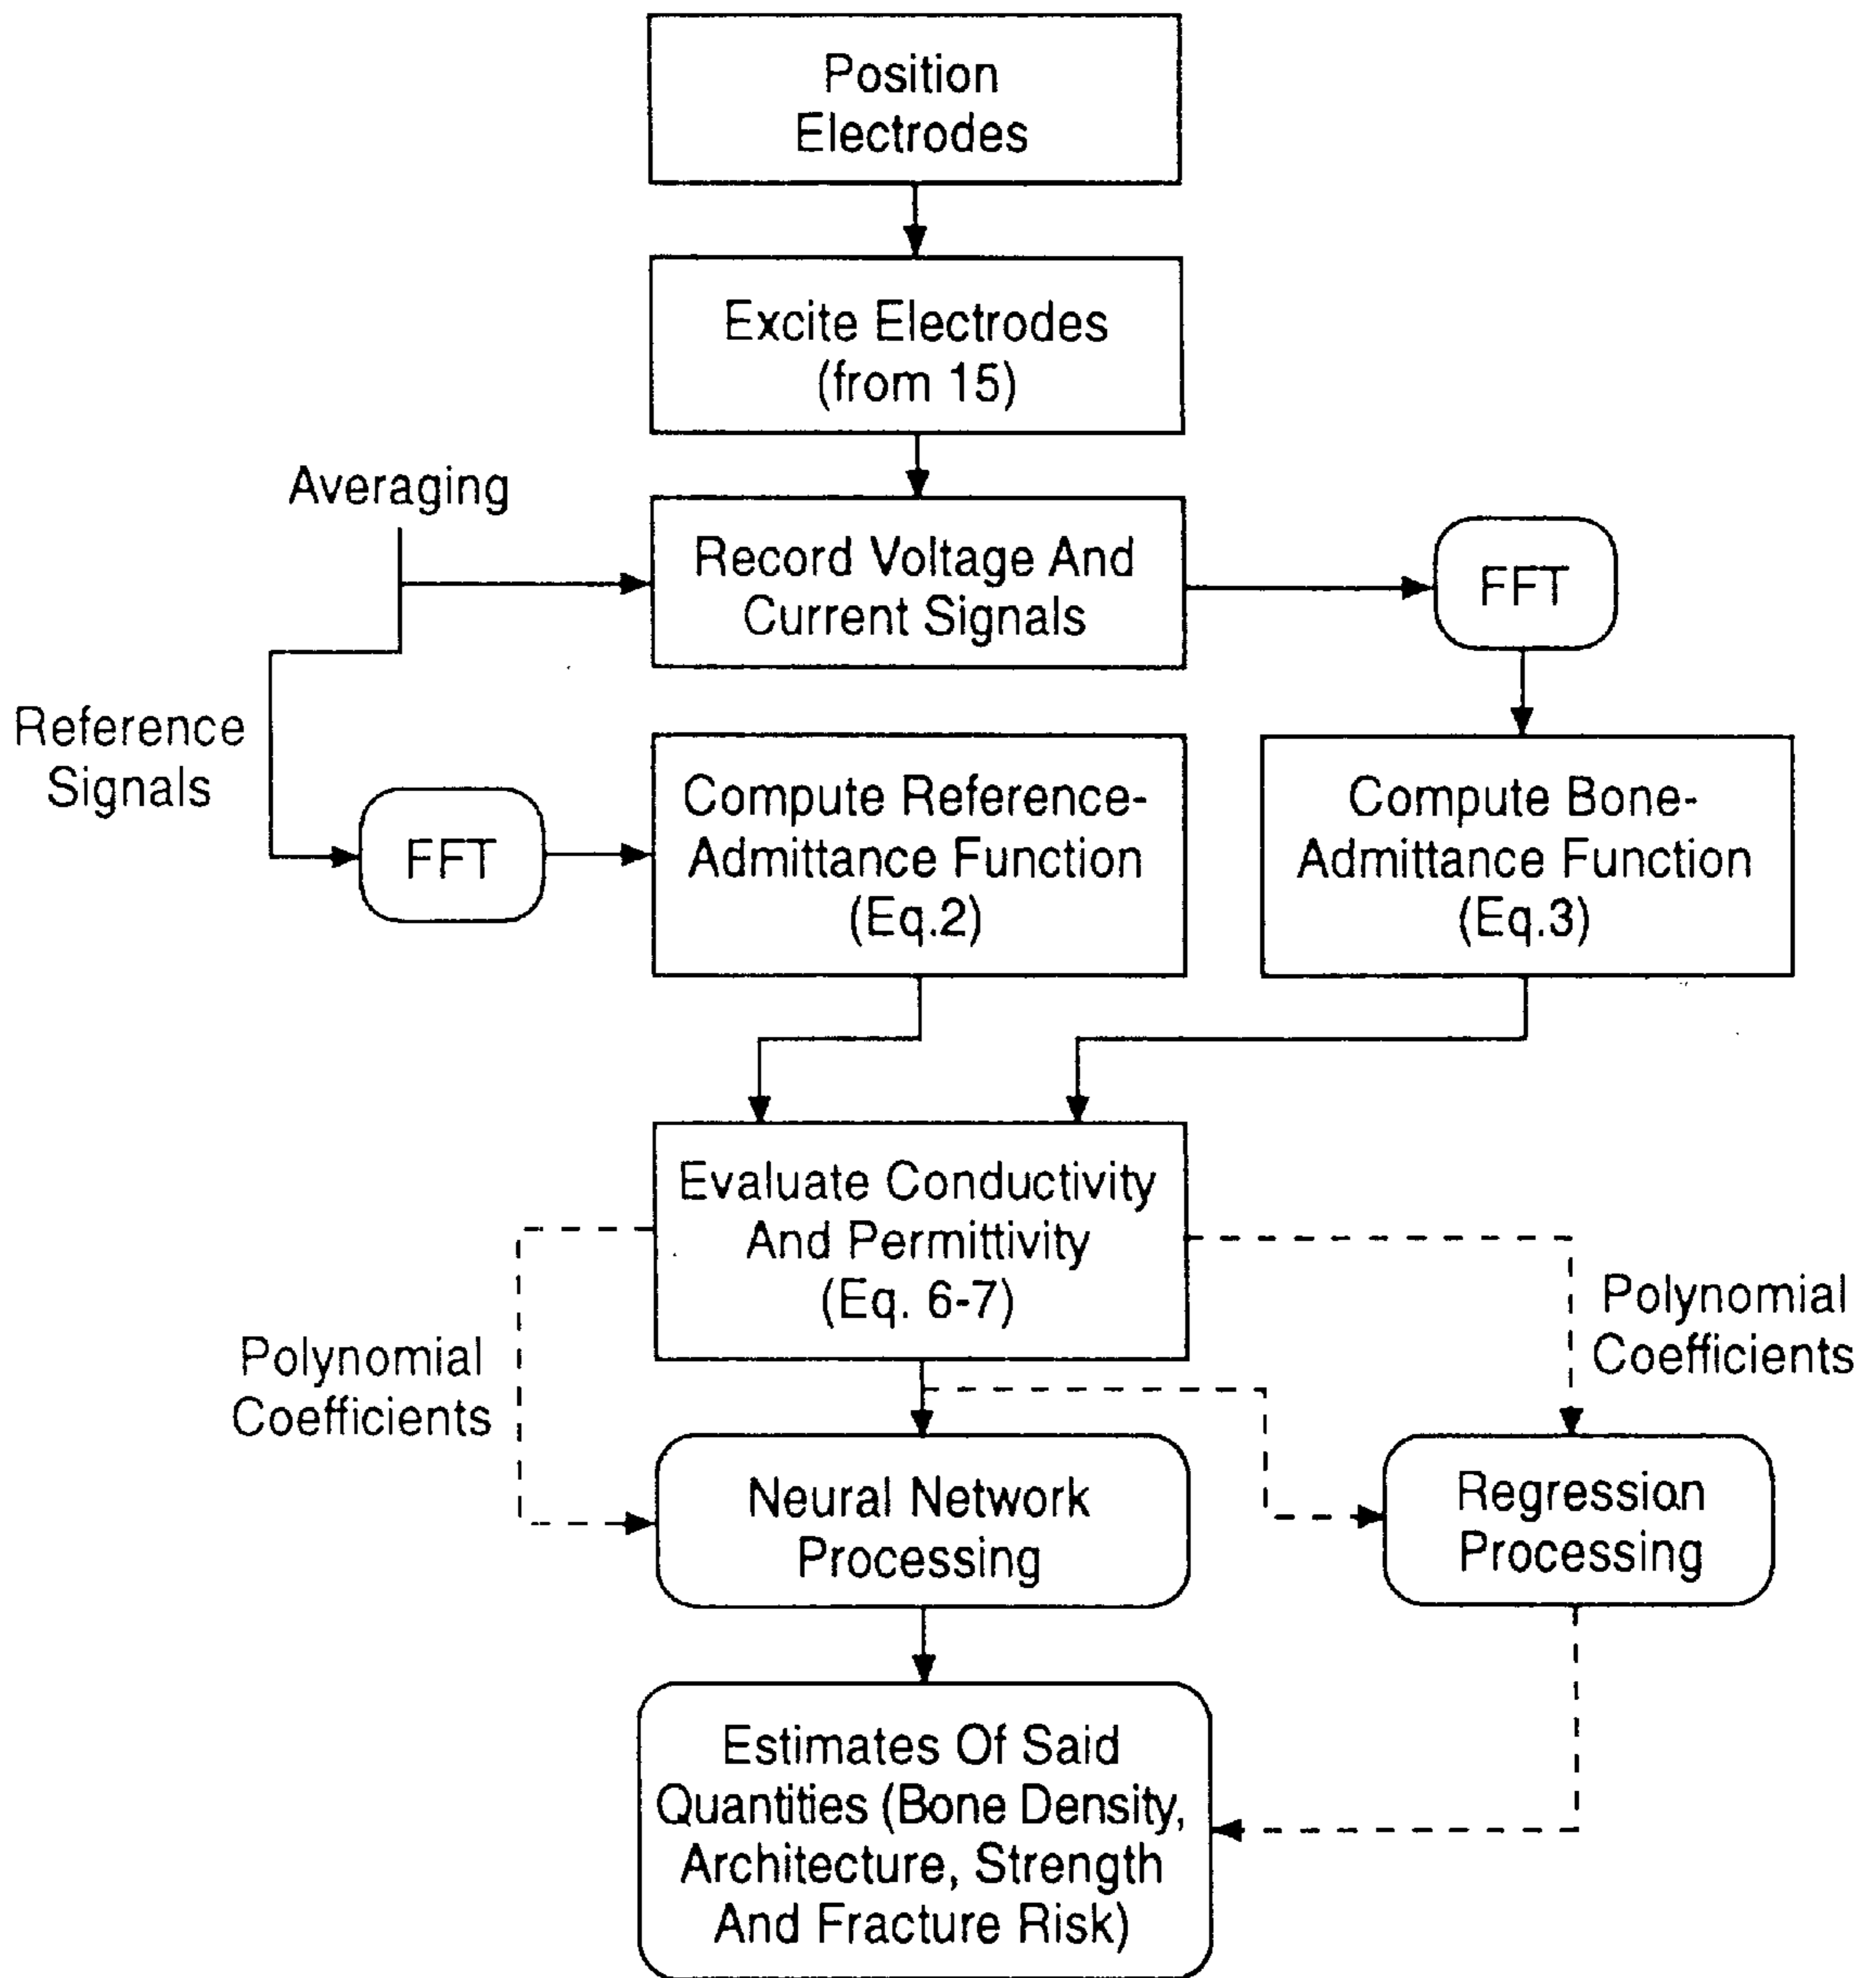 Position
Electrodes
Excite Electrodes
(from 15)
Averaging
Record Voltage And
Current Signals
FFT
Reference
Signals
FFT
Compute Reference-
Admittance Function
(Eq.2)
Compute Bone-
Admittance Function
(Eq.3)
Evaluate Conductivity
And Permittivity
(Eq. 6-7)
Polynomial
Coefficients
Polynomial
Coefficients
Neural Network
Processing
Regression
Processing
Estimates Of Said
Quantities (Bone Density,
Architecture, Strength
And Fracture Risk)